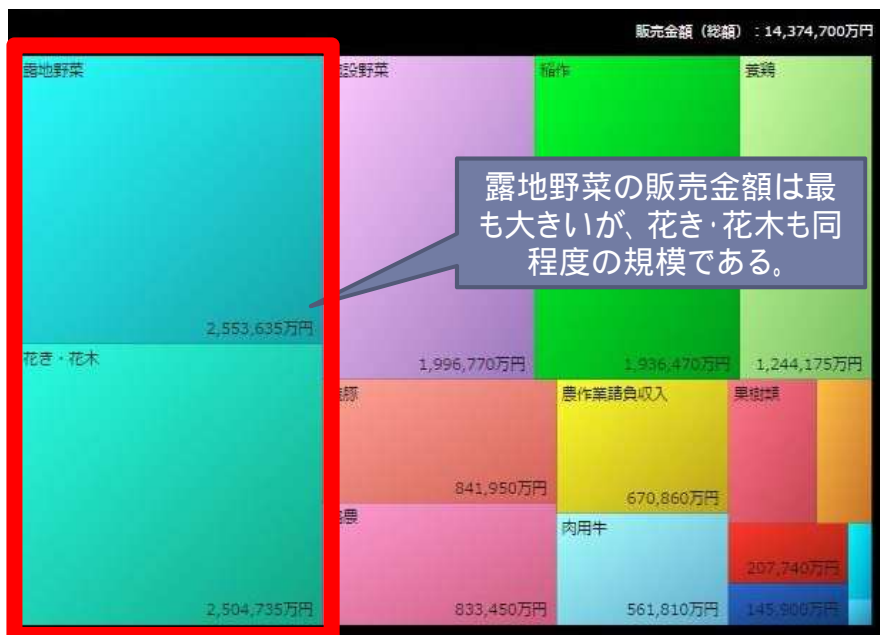 販売金額（総額）：14,374,700万円
露地野菜
設野菜
稲作
養鶏
露地野菜の販売金額は最
も大きいが、花き・花木も同
程度の規模である。
2,553,635万円
花き・花木
1,996,770万円
1,936,470万円
1,244,175万円
豚
農作業請負収入
果樹類
841,950万円
670,860万円
農
肉用牛
207,740万円
2,504,735万円
833,450万円
561,810万円
145,900万円